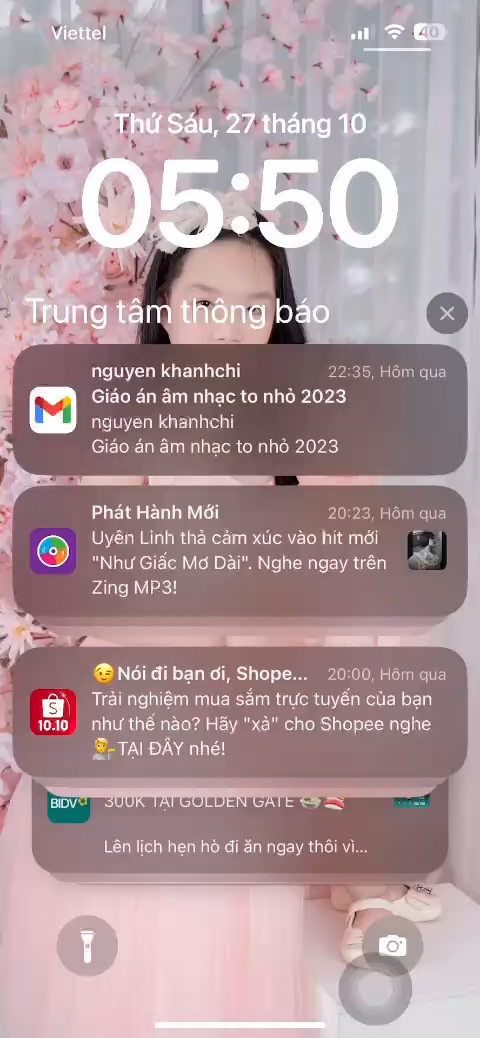 Viettel
40
Thứ Sáu, 27 tháng 10
05:50
Trung tâm thông báo
nguyen khanhchi
22:35, Hôm qua
Giáo án âm nhạc to nhỏ 2023
nguyen khanhchi
Giáo án âm nhạc to nhỏ 2023
Phát Hành Mới
20:23, Hôm qua
Uyên Linh thả cảm xúc vào hit mới
"Như Giấc Mơ Dài". Nghe ngay trên
Zing MP3!
😉Nói đi bạn ơi, Shope...
20:00, Hôm qua
Trải nghiệm mua sắm trực tuyến của bạn
như thế nào? Hãy "xả" cho Shopee nghe
TẠI ĐÂY nhé!
S
10.10
BIDV
300K TẠI GOLDEN GATE
Lên lịch hẹn hò đi ăn ngay thôi vì...